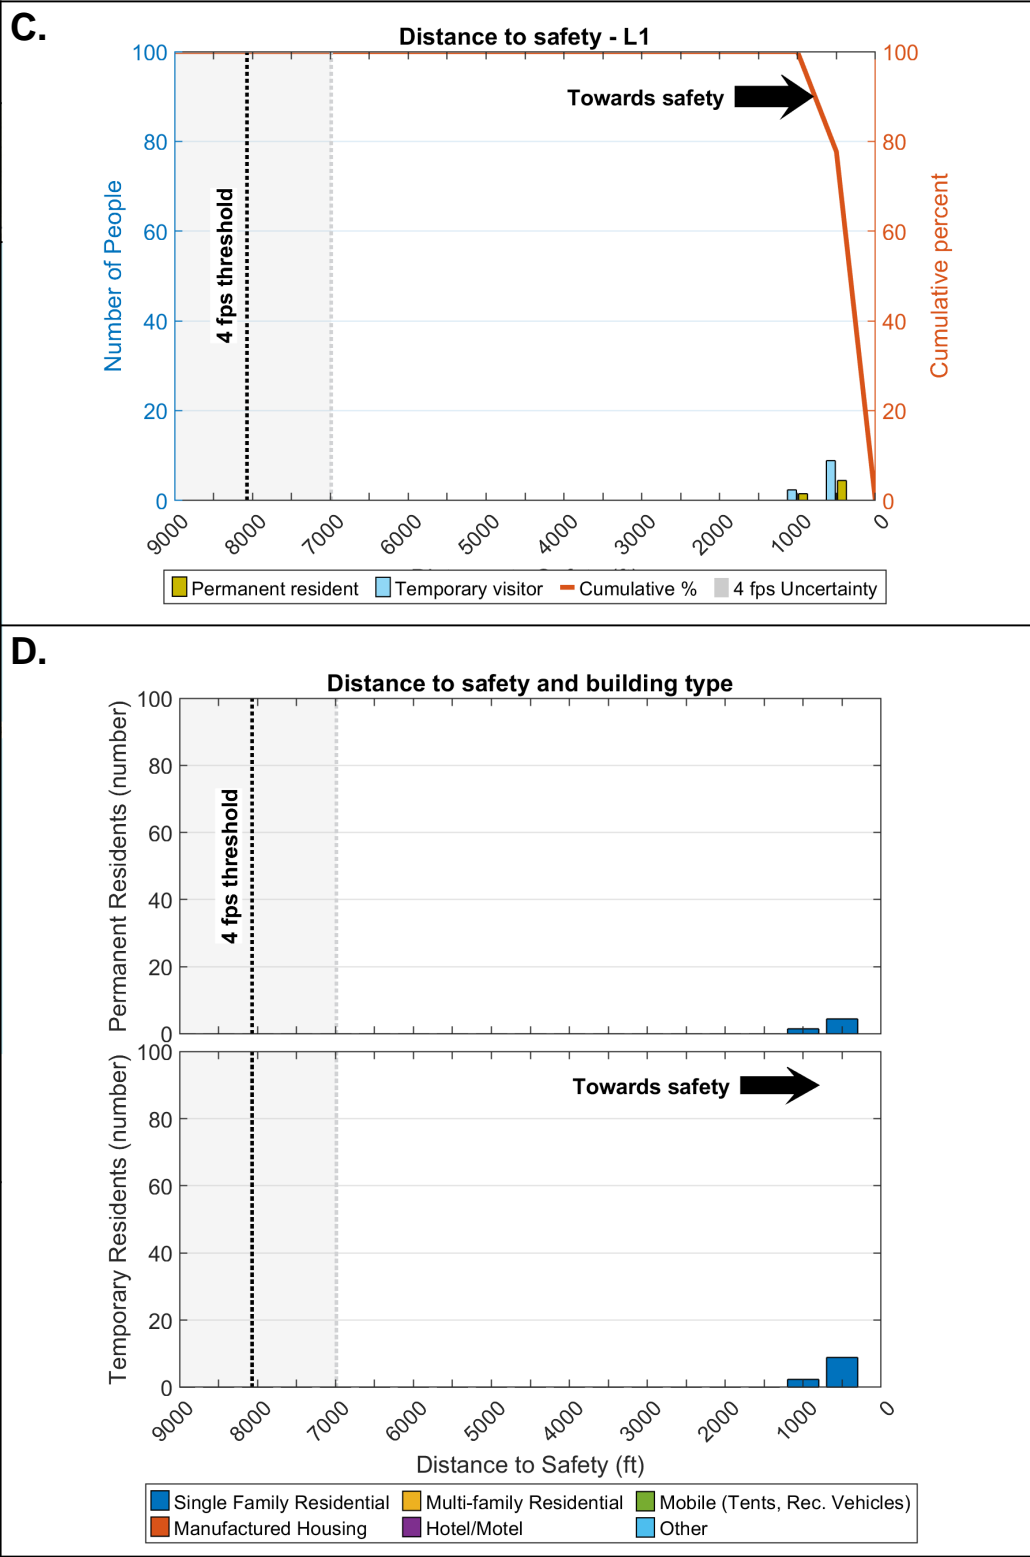 C.
Distance to safety - L1
100
80
60
40
20
0
Number of People
4 fps threshold
Towards safety
100
80
60
40
20
0
Cumulative percent
9000 8000 7000 6000 5000 4000 3000 2000 1000 0
Permanent resident Temporary visitor Cumulative % 4 fps Uncertainty
D.
Distance to safety and building type
100
80
60
40
20
0
Permanent Residents (number)
4 fps threshold
100
80
60
40
20
0
Temporary Residents (number)
Towards safety
9000 8000 7000 6000 5000 4000 3000 2000 1000 0
Distance to Safety (ft)
Single Family Residential Multi-family Residential Mobile (Tents, Rec. Vehicles)
Manufactured Housing Hotel/Motel Other